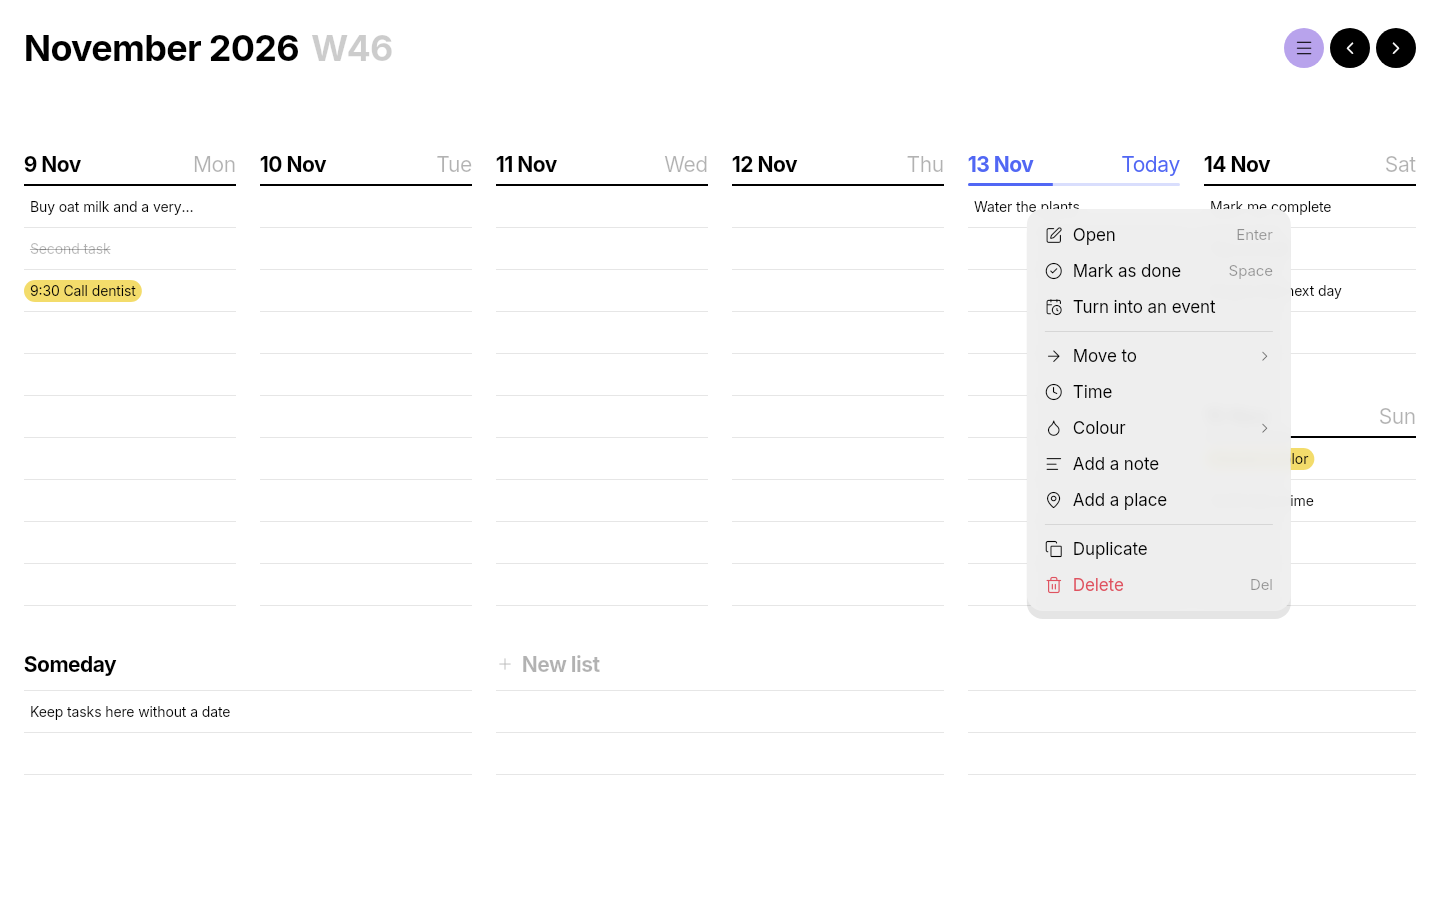 November 2026 W46
9 Nov Mon
10 Nov Tue
11 Nov Wed
12 Nov Thu
13 Nov Today
14 Nov Sat
Buy oat milk and a very...
Second task
9:30 Call dentist
Water the plants
Mark me complete
next day
Sun
lor
ime
Open Enter
Mark as done Space
Turn into an event
Move to
Time
Colour
Add a note
Add a place
Duplicate
Delete Del
Someday
Keep tasks here without a date
+ New list